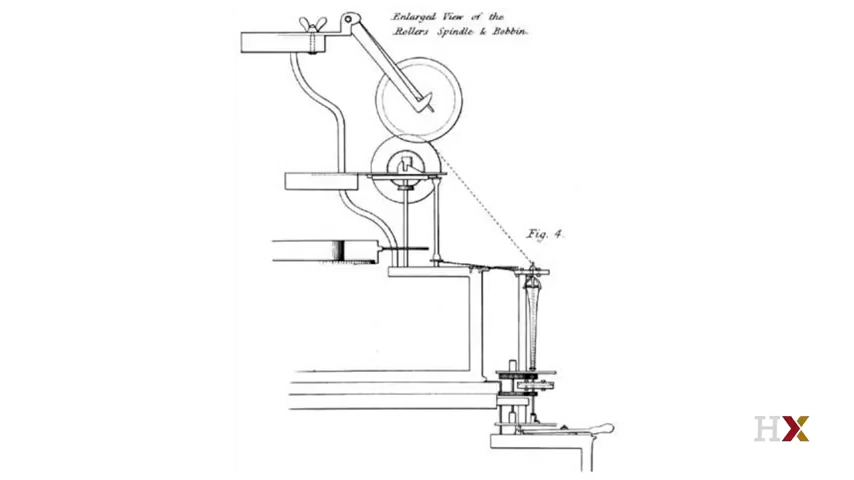 Enlarged View of the
Rollers Spindle & Bobbin.
Fig. 4.
HX